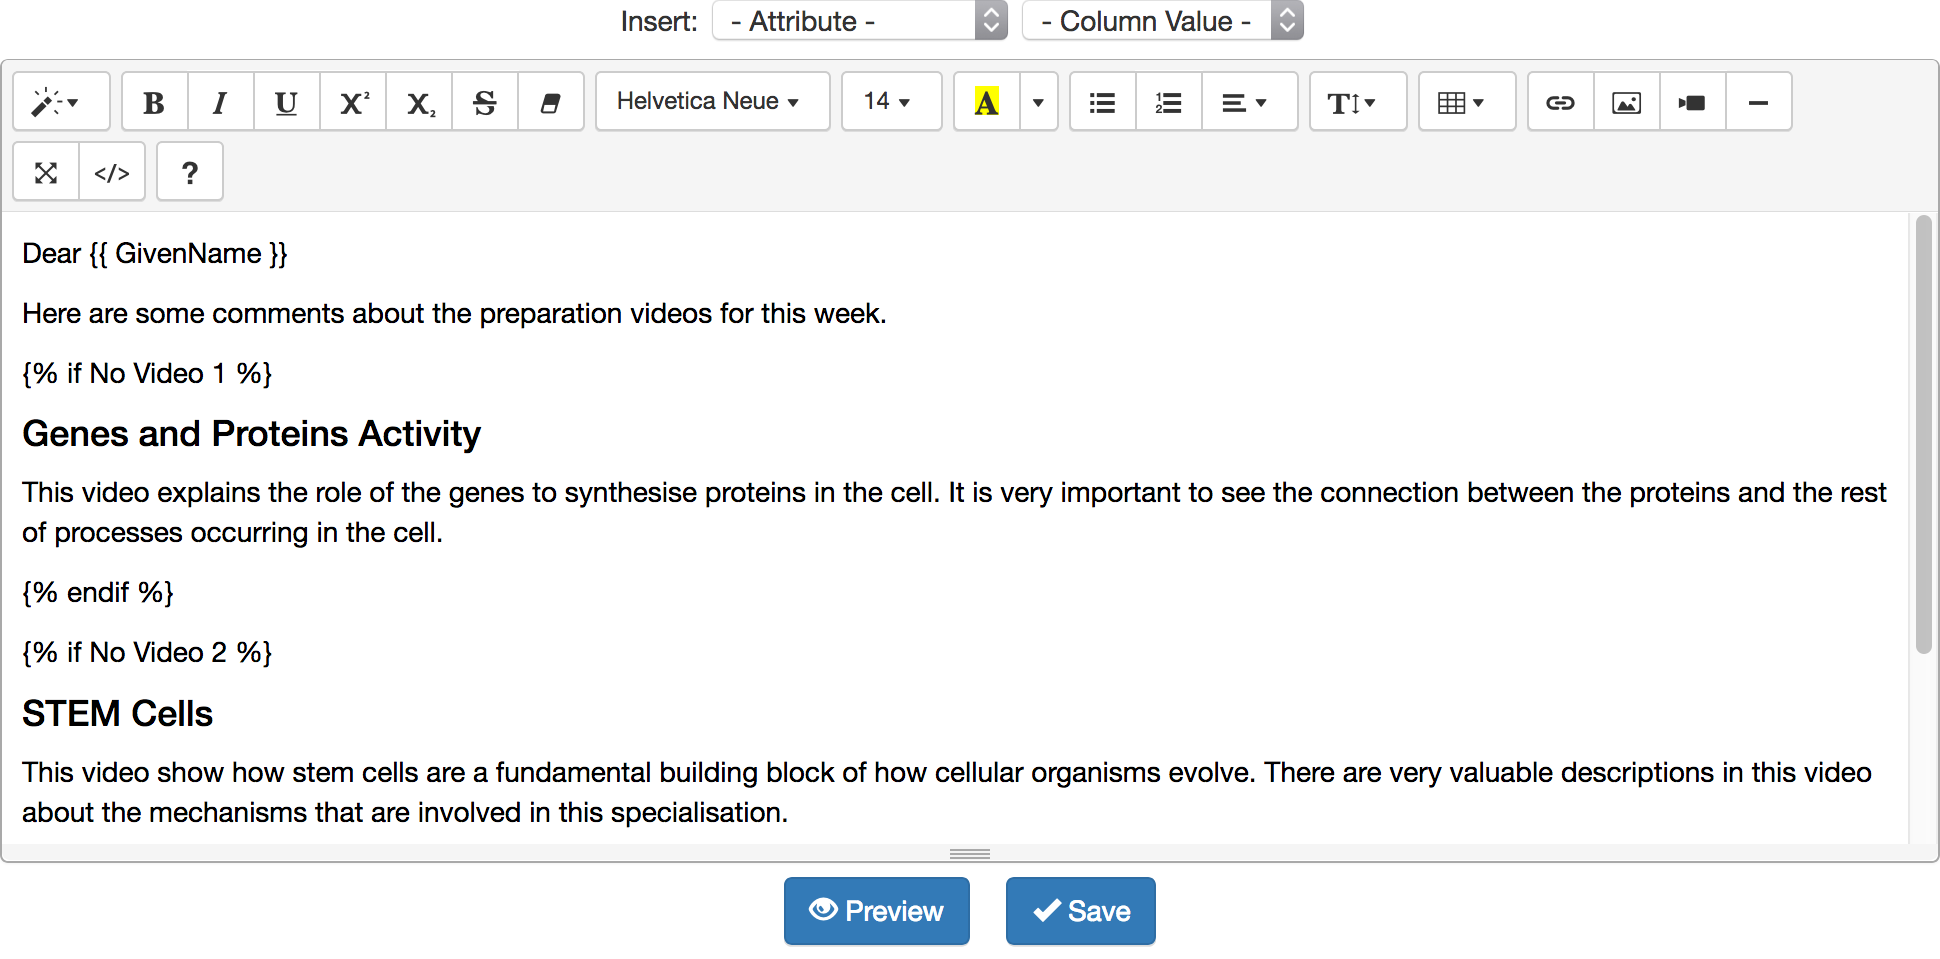 Insert: - Attribute - - Column Value -
B I U X² X₂ S Helvetica Neue 14 A T
</> ?
Dear {{ GivenName }}
Here are some comments about the preparation videos for this week.
{% if No Video 1 %}
Genes and Proteins Activity
This video explains the role of the genes to synthesise proteins in the cell. It is very important to see the connection between the proteins and the rest
of processes occurring in the cell.
{% endif %}
{% if No Video 2 %}
STEM Cells
This video show how stem cells are a fundamental building block of how cellular organisms evolve. There are very valuable descriptions in this video
about the mechanisms that are involved in this specialisation.
Preview Save